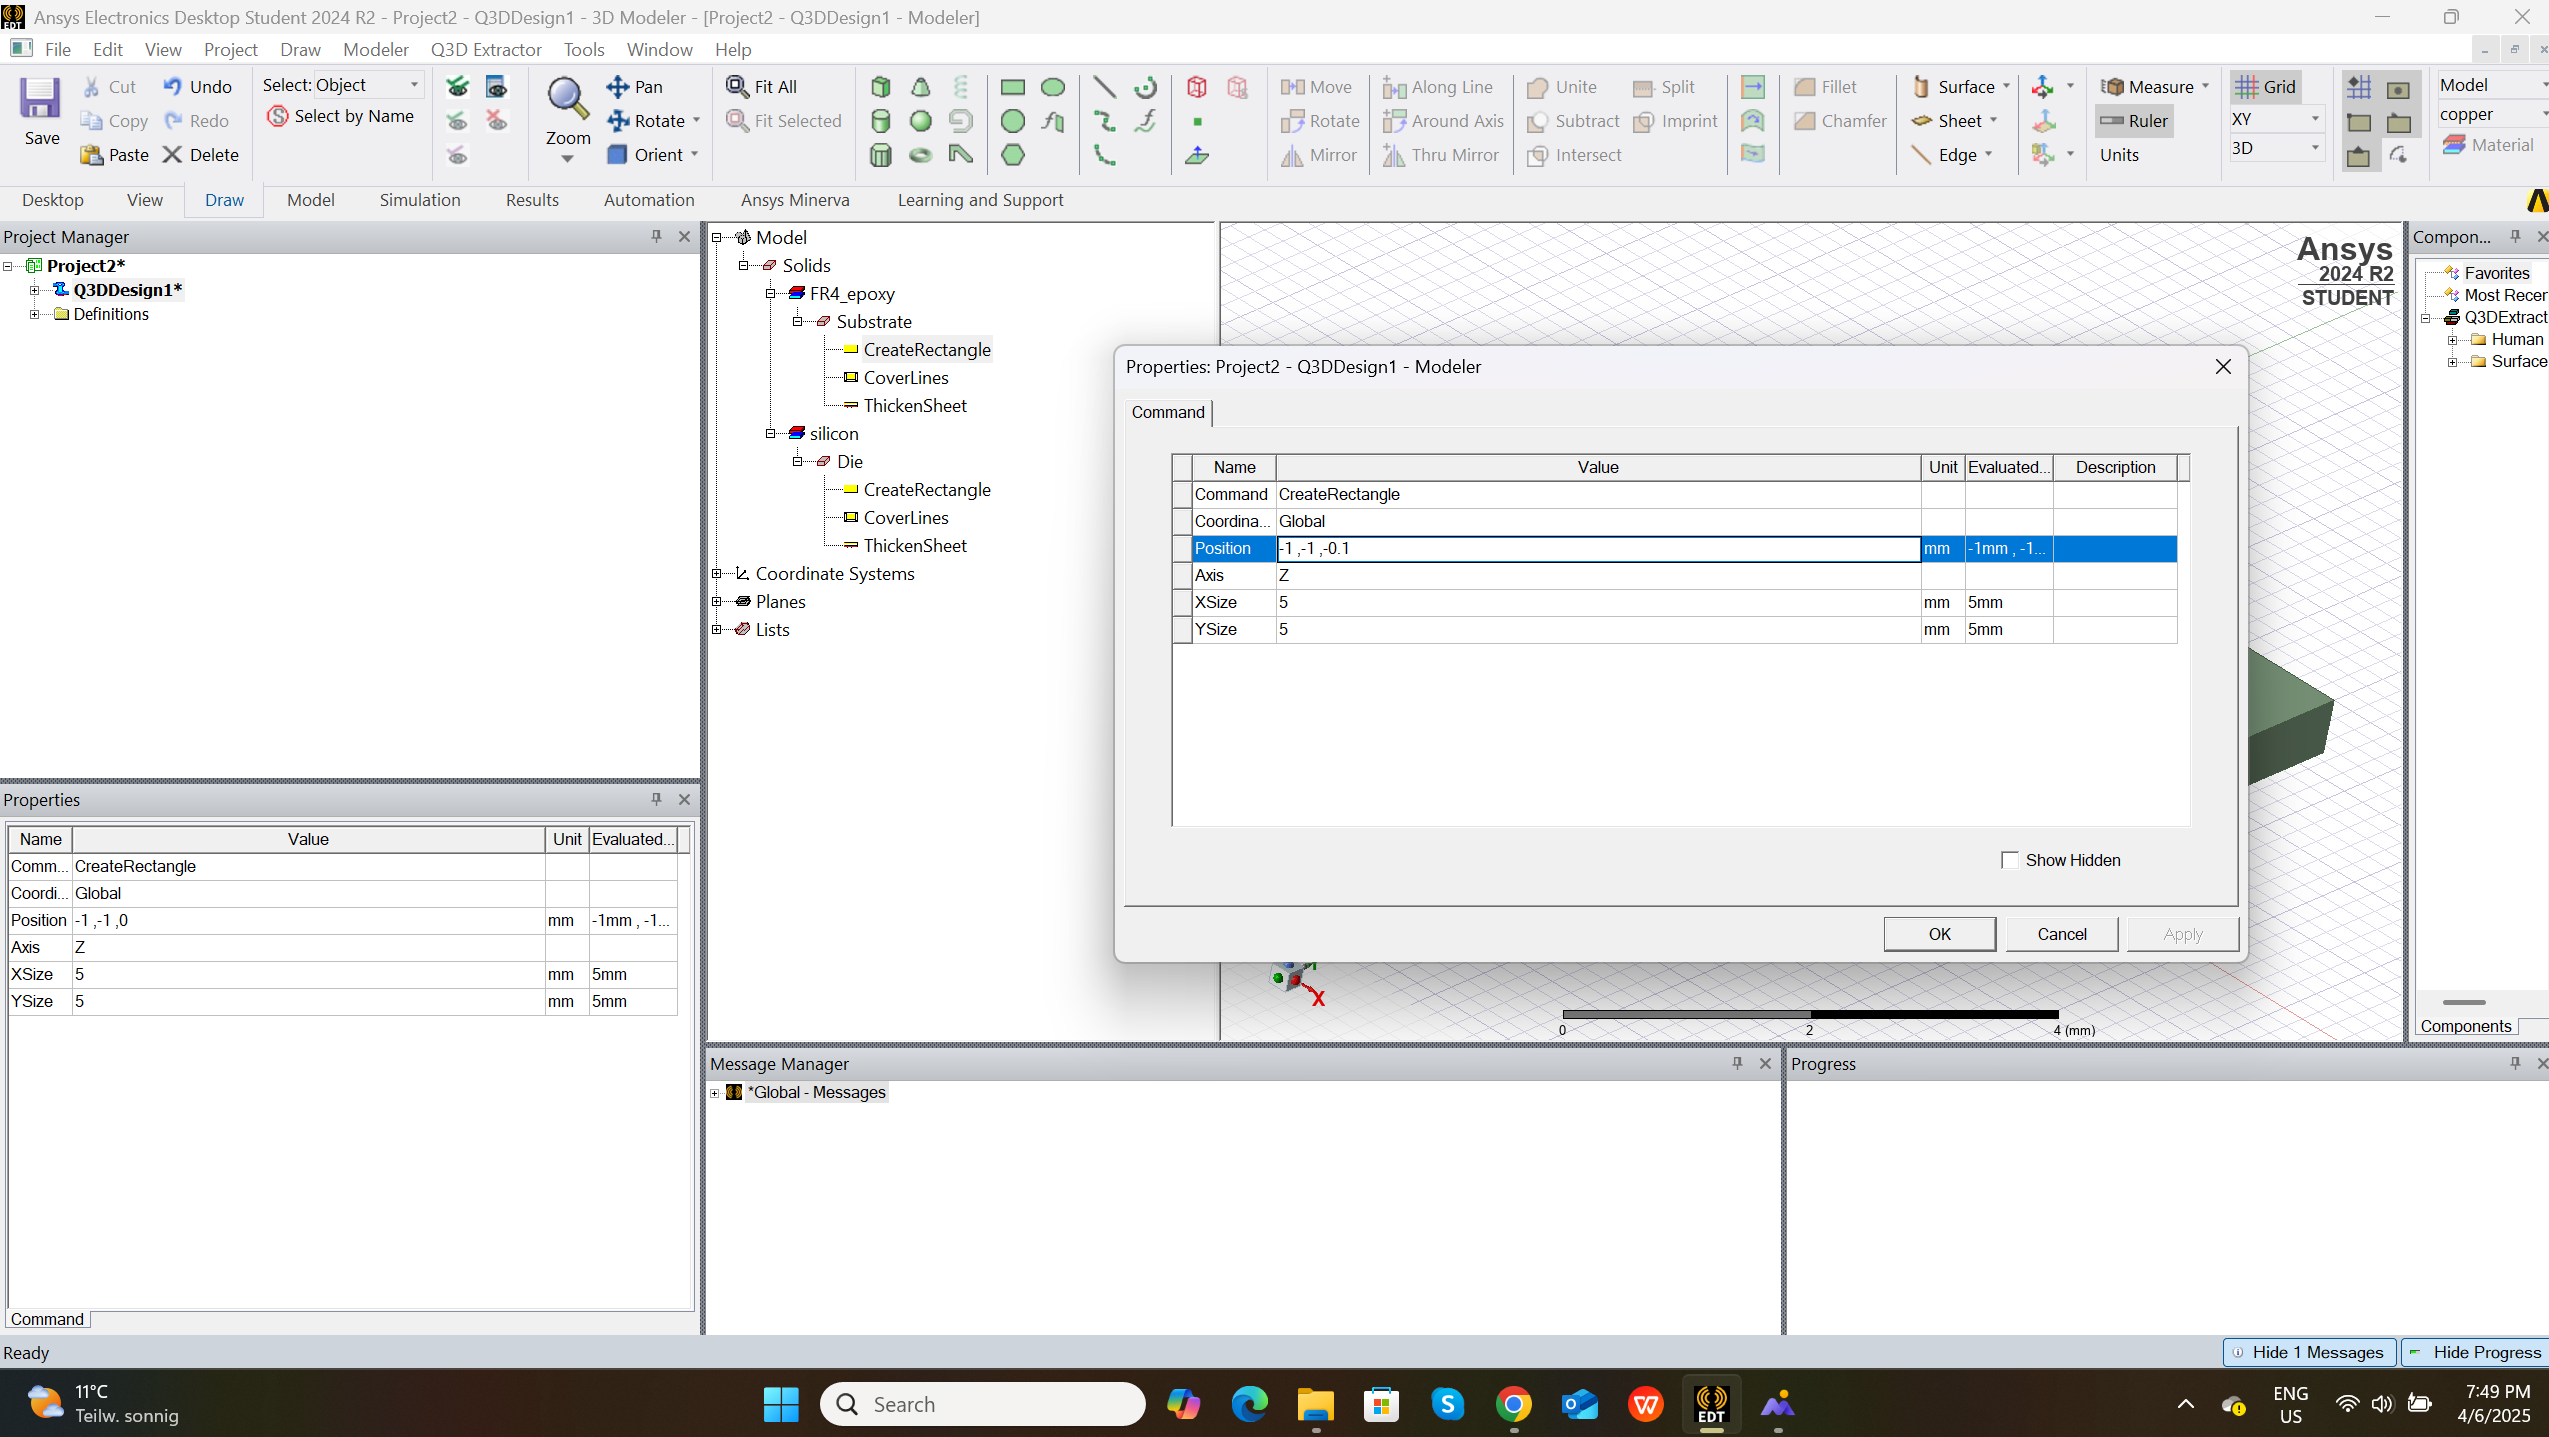 Ansys Electronics Desktop Student 2024 R2 - Project2 - Q3DDesign1 - 3D Modeler - [Project2 - Q3DDesign1 - Modeler]
File Edit View Project Draw Modeler Q3D Extractor Tools Window Help
Save
Cut
Copy
Paste
Undo
Redo
Delete
Select: Object
Select by Name
Zoom
Pan
Rotate
Orient
Fit All
Fit Selected
Move
Rotate
Mirror
Along Line
Around Axis
Thru Mirror
Unite
Subtract
Intersect
Split
Imprint
Fillet
Chamfer
Surface
Sheet
Edge
Measure
Ruler
Units
Grid
XY
3D
Model
copper
Material
Desktop View Draw Model Simulation Results Automation Ansys Minerva Learning and Support
Project Manager
Project2*
Q3DDesign1*
Definitions
Model
Solids
FR4_epoxy
Substrate
CreateRectangle
CoverLines
ThickenSheet
silicon
Die
CreateRectangle
CoverLines
ThickenSheet
Coordinate Systems
Planes
Lists
Ansys
2024 R2
STUDENT
Compon...
Favorites
Most Recen
Q3DExtract
Human
Surface
Components
Properties: Project2 - Q3DDesign1 - Modeler
Command
Name Value Unit Evaluated... Description
Command CreateRectangle
Coordina... Global
Position -1 ,-1 ,-0.1 mm -1mm , -1...
Axis Z
XSize 5 mm 5mm
YSize 5 mm 5mm
Show Hidden
OK Cancel Apply
X
0 2 4 (mm)
Properties
Name Value Unit Evaluated...
Comm... CreateRectangle
Coordi... Global
Position -1 ,-1 ,0 mm -1mm , -1...
Axis Z
XSize 5 mm 5mm
YSize 5 mm 5mm
Command
Message Manager
*Global - Messages
Progress
Ready
Hide 1 Messages
Hide Progress
11°C
Teilw. sonnig
Search
EDT
ENG
US
7:49 PM
4/6/2025